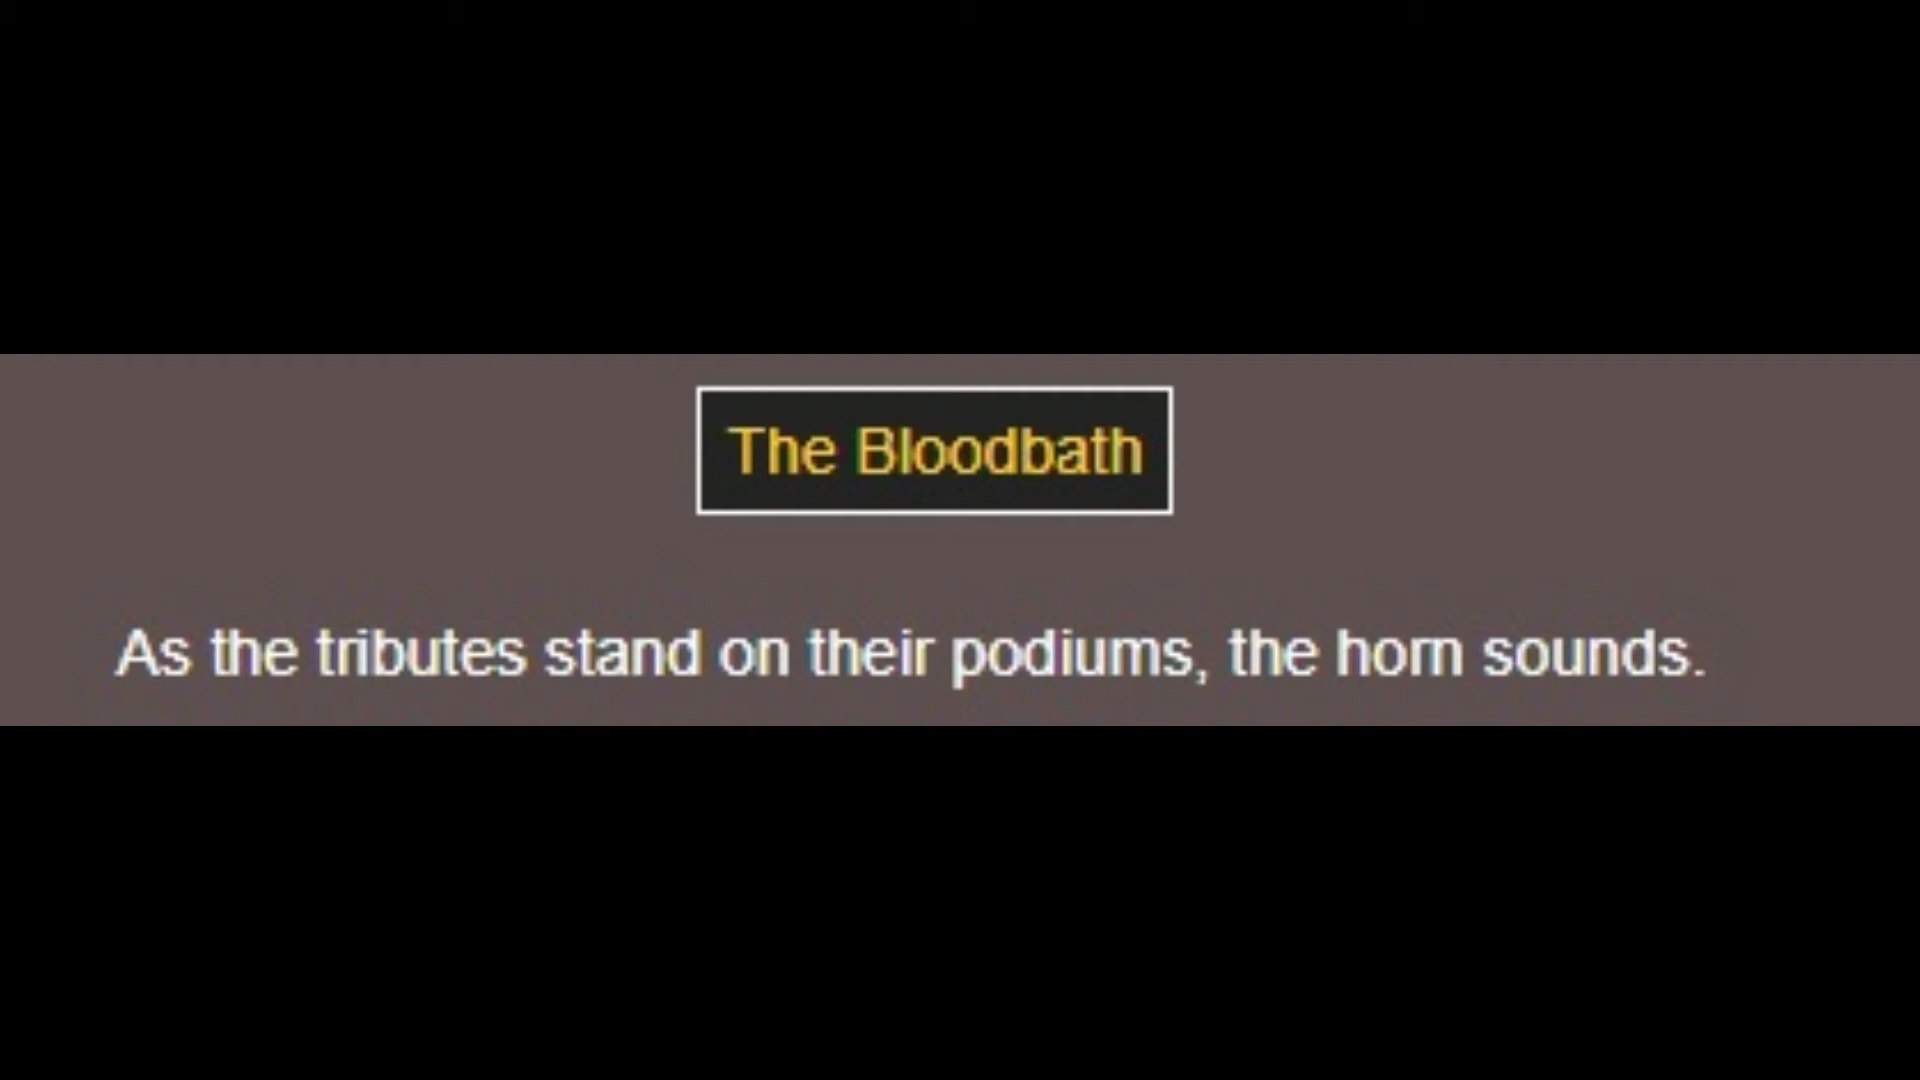 The Bloodbath
As the tributes stand on their podiums, the horn sounds.